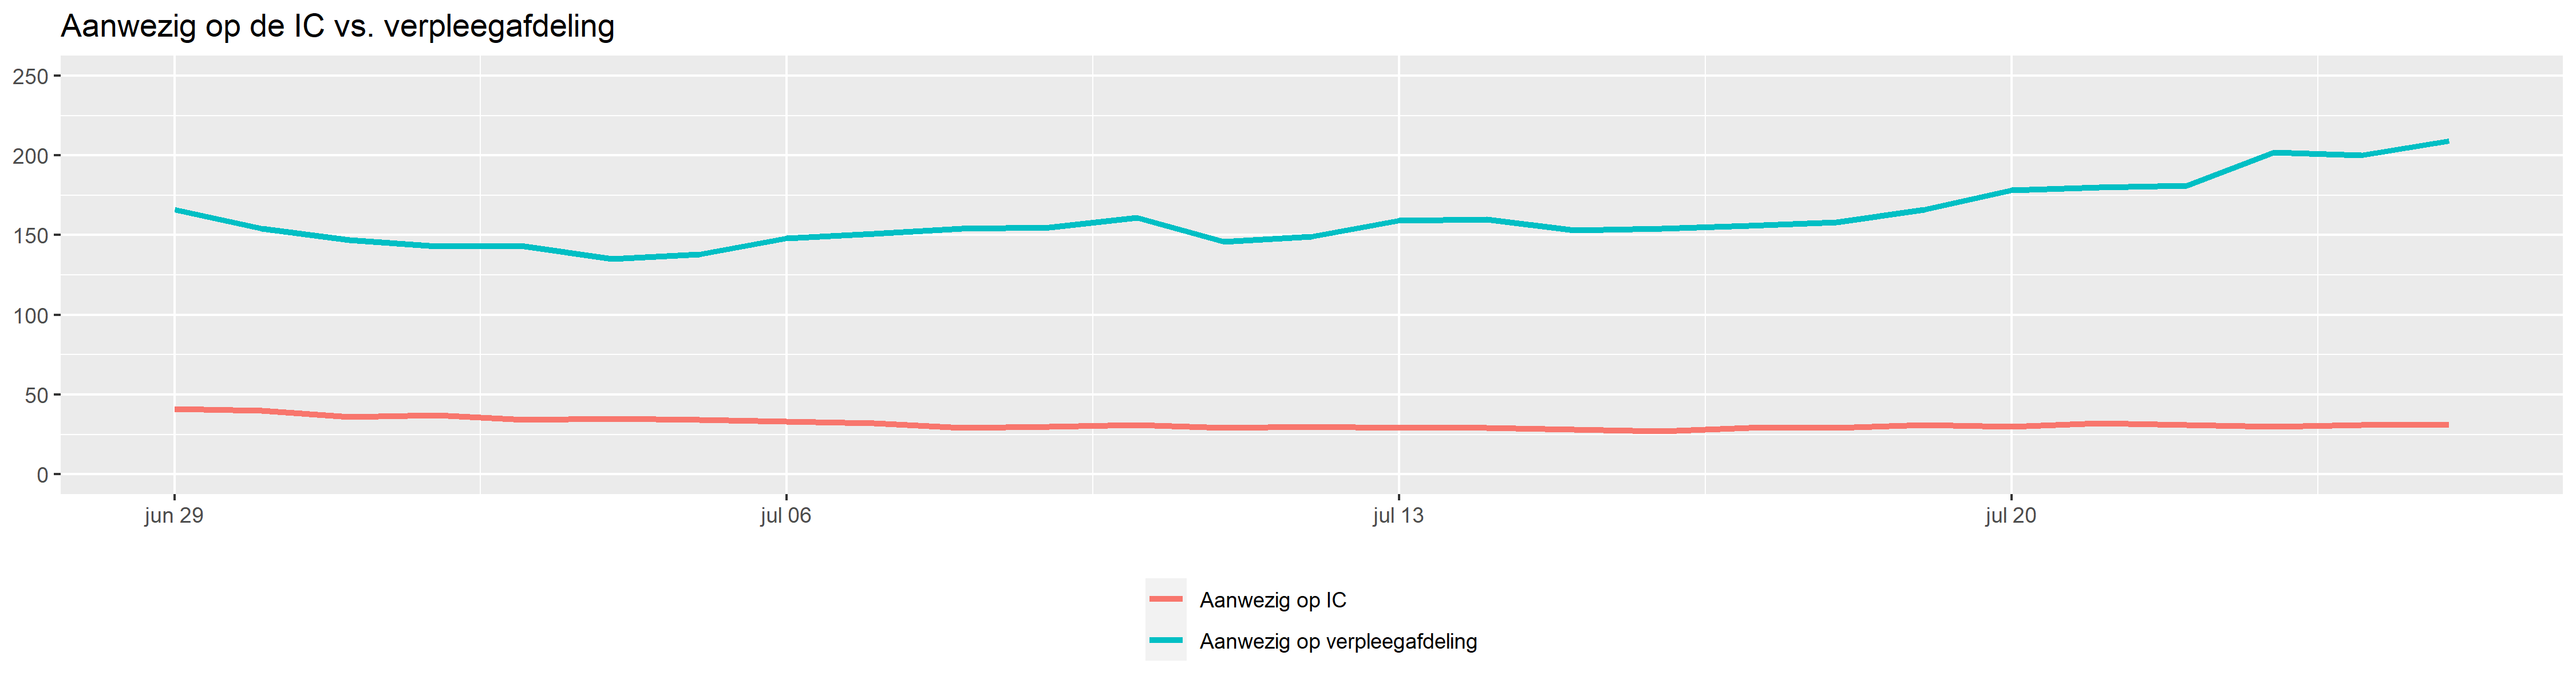 Aanwezig op de IC vs. verpleegafdeling
250
200
150
100
50
0
jun 29 jul 06 jul 13 jul 20
Aanwezig op IC
Aanwezig op verpleegafdeling